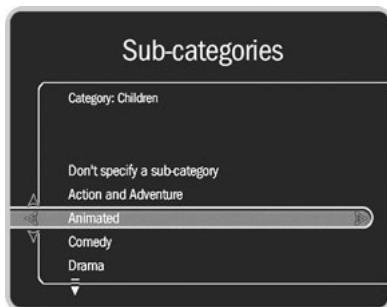 Sub-categories
Category: Children
Don't specify a sub-category
Action and Adventure
Animated
Comedy
Drama